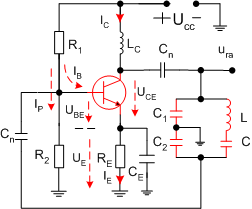 I_C
+ U_cc -
R_1
L_C
C_n
u_ra
I_B
I_P
U_BE
U_CE
C_n
C_1
L
C_2
C
R_2
U_E
R_E
C_E
I_E